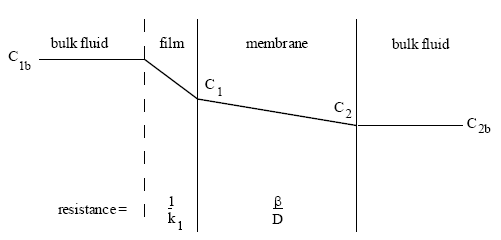 bulk fluid film membrane bulk fluid
C1b
C1
C2
C2b
resistance = 1/k1 β/D